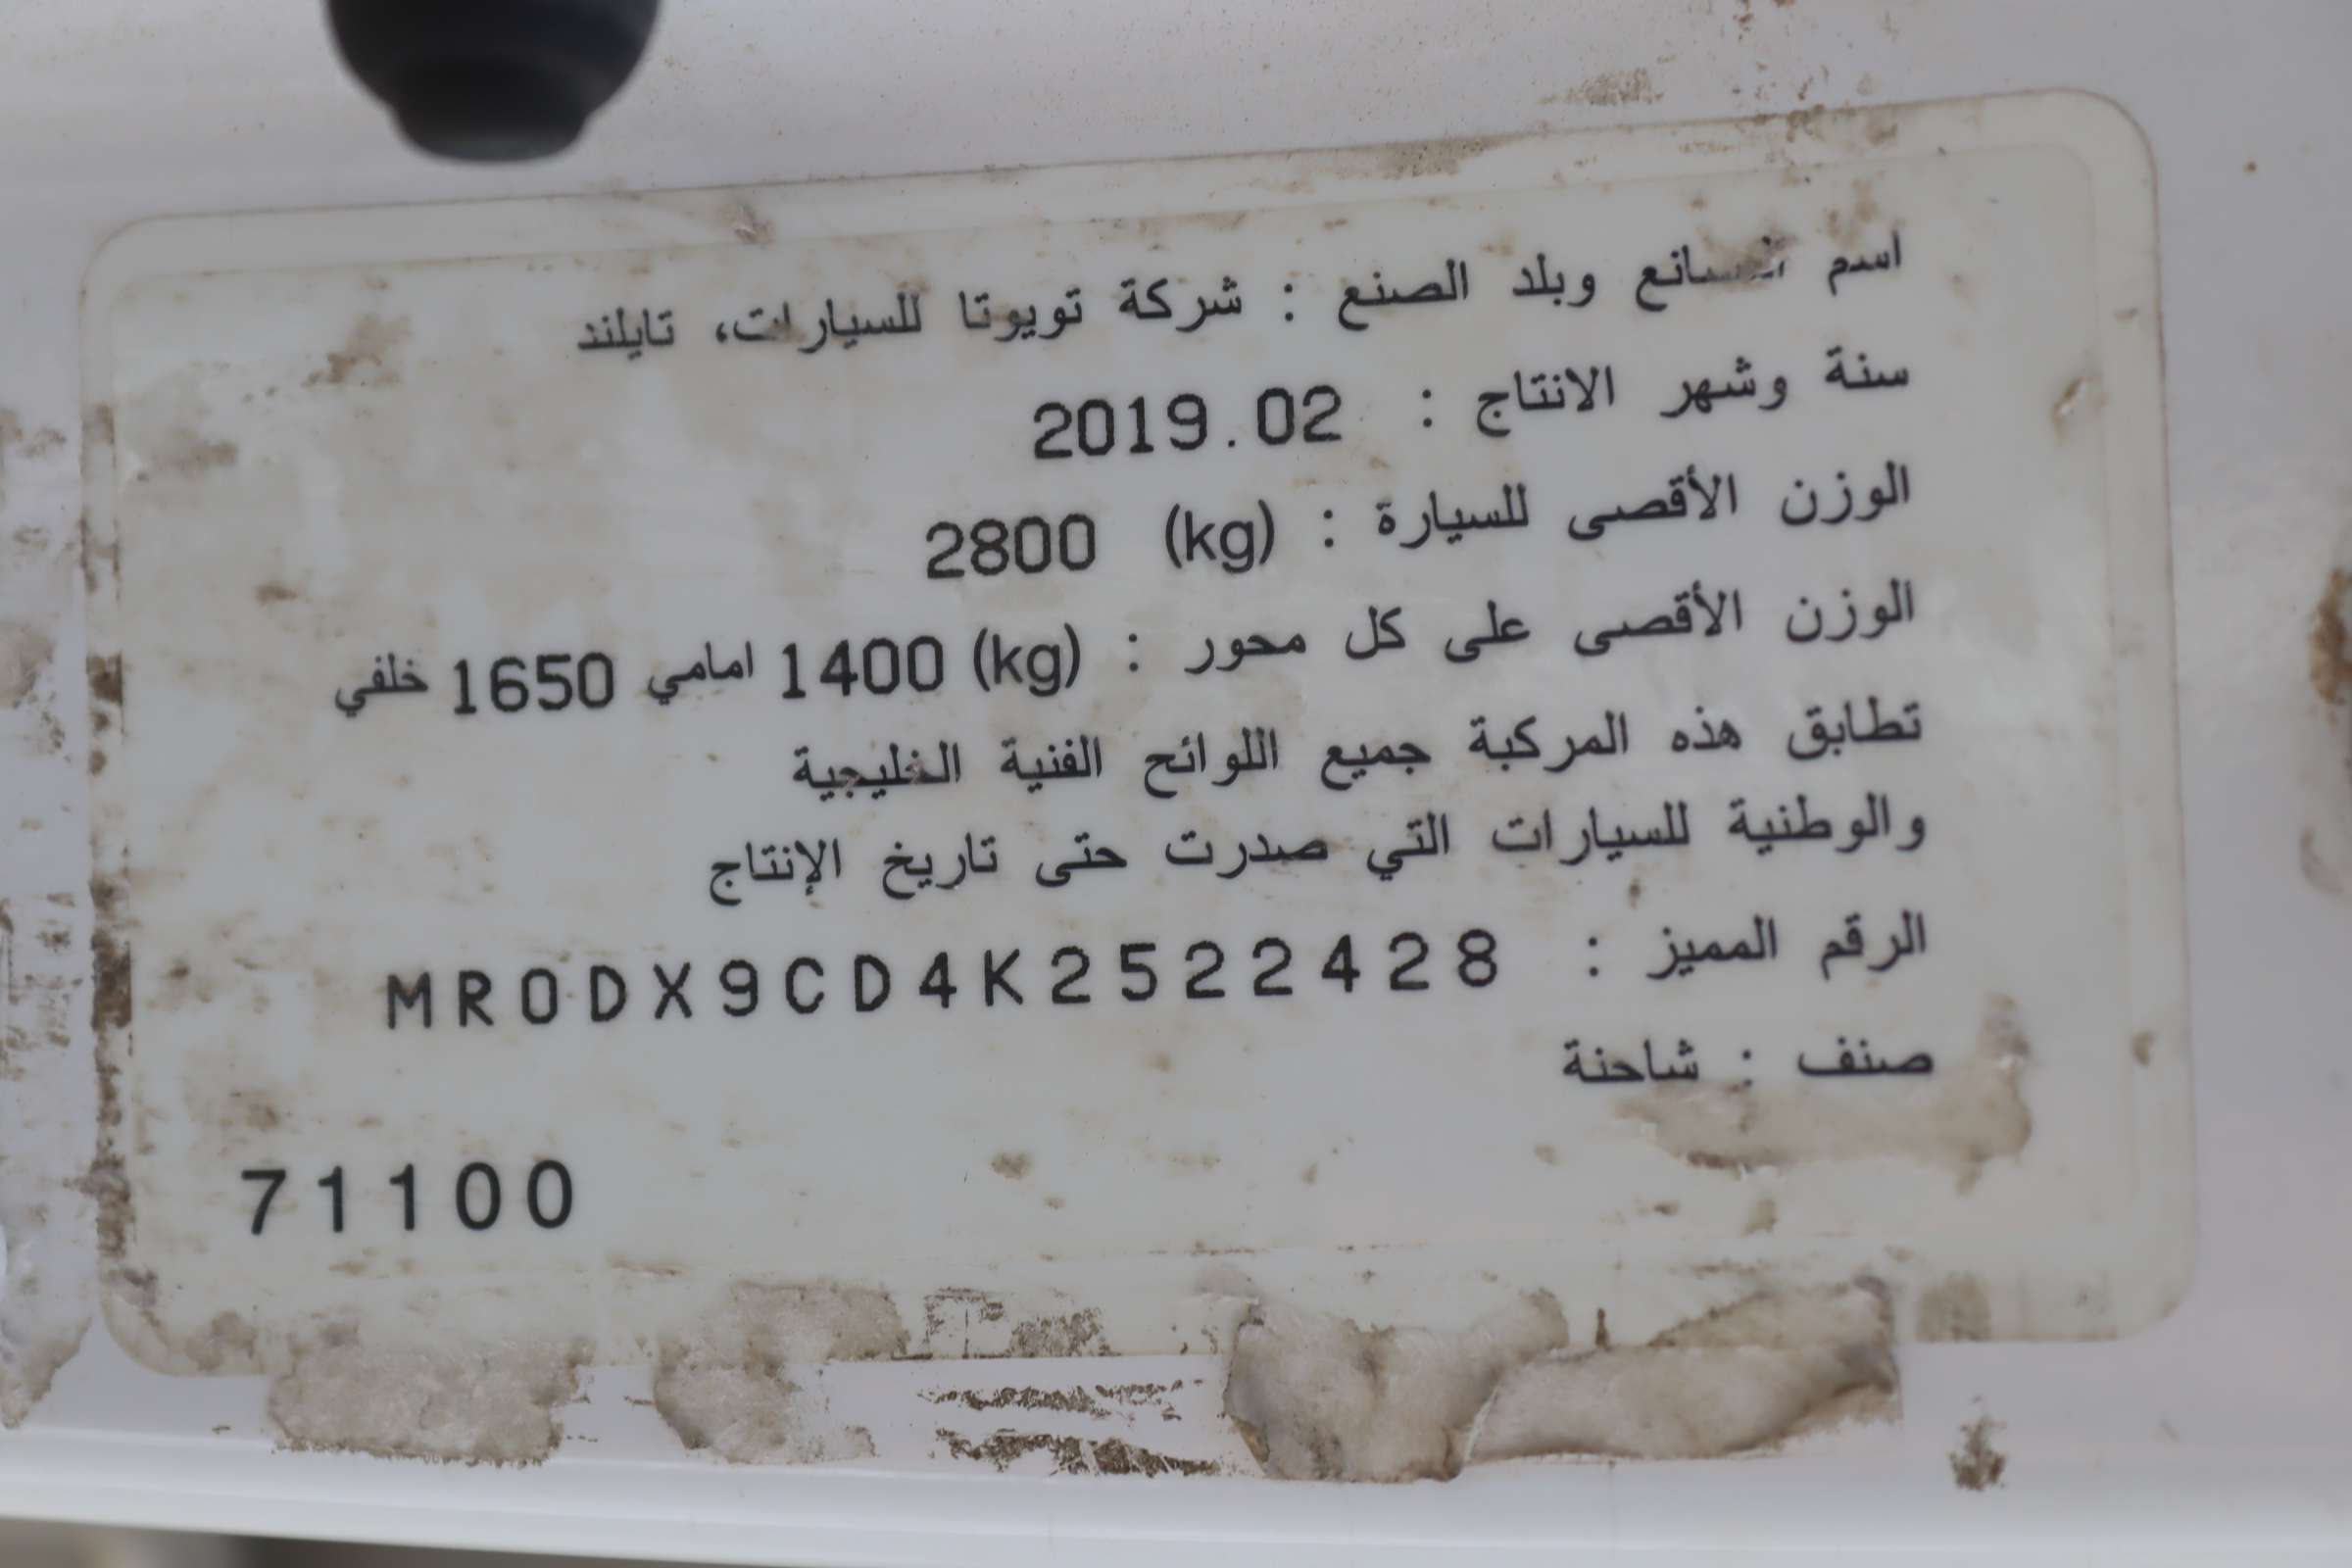 اسم الصانع وبلد الصنع : شركة تويوتا للسيارات، تايلند
سنة وشهر الانتاج : 2019.02
الوزن الأقصى للسيارة : (kg) 2800
الوزن الأقصى على كل محور : (kg) 1400 امامي 1650 خلفي
تطابق هذه المركبة جميع اللوائح الفنية الخليجية
والوطنية للسيارات التي صدرت حتى تاريخ الإنتاج
الرقم المميز : MR0DX9CD4K2522428
صنف : شاحنة
71100